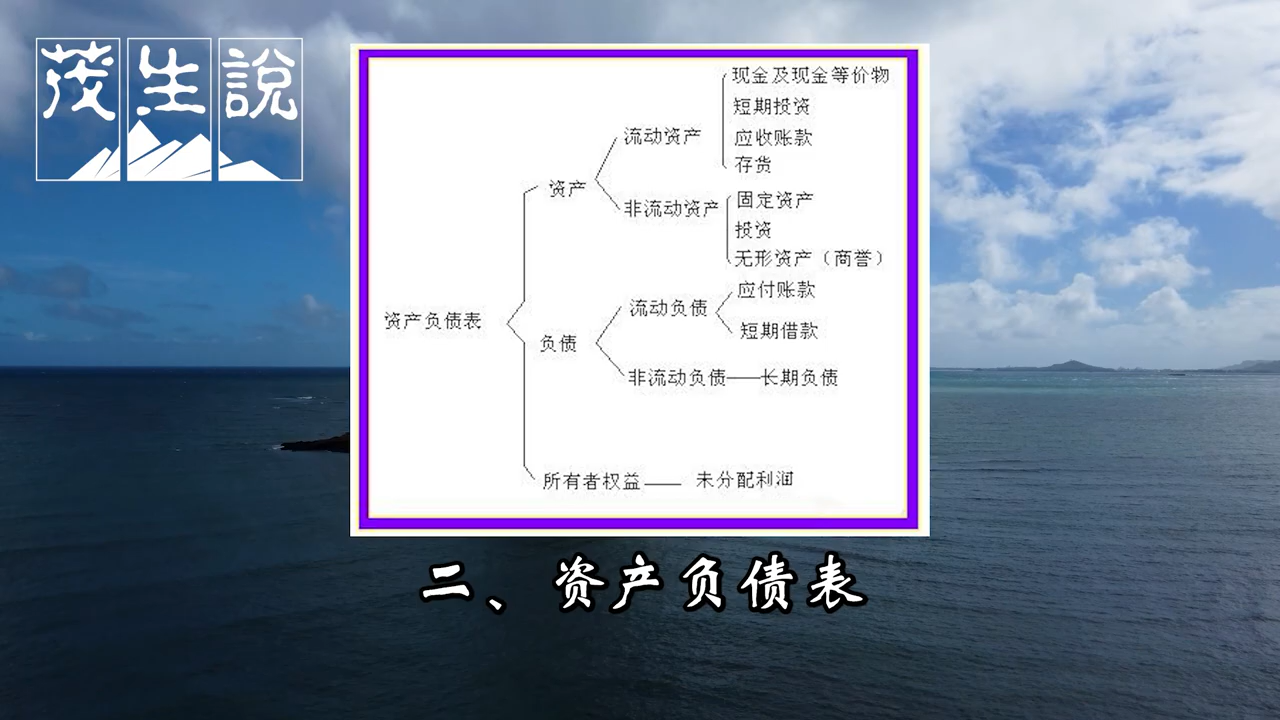 茂生說
现金及现金等价物
短期投资
流动资产
应收账款
存货
资产
固定资产
非流动资产
投资
无形资产（商誉）
应付账款
流动负债
资产负债表
短期借款
负债
非流动负债——长期负债
所有者权益—— 未分配利润
二、资产负债表